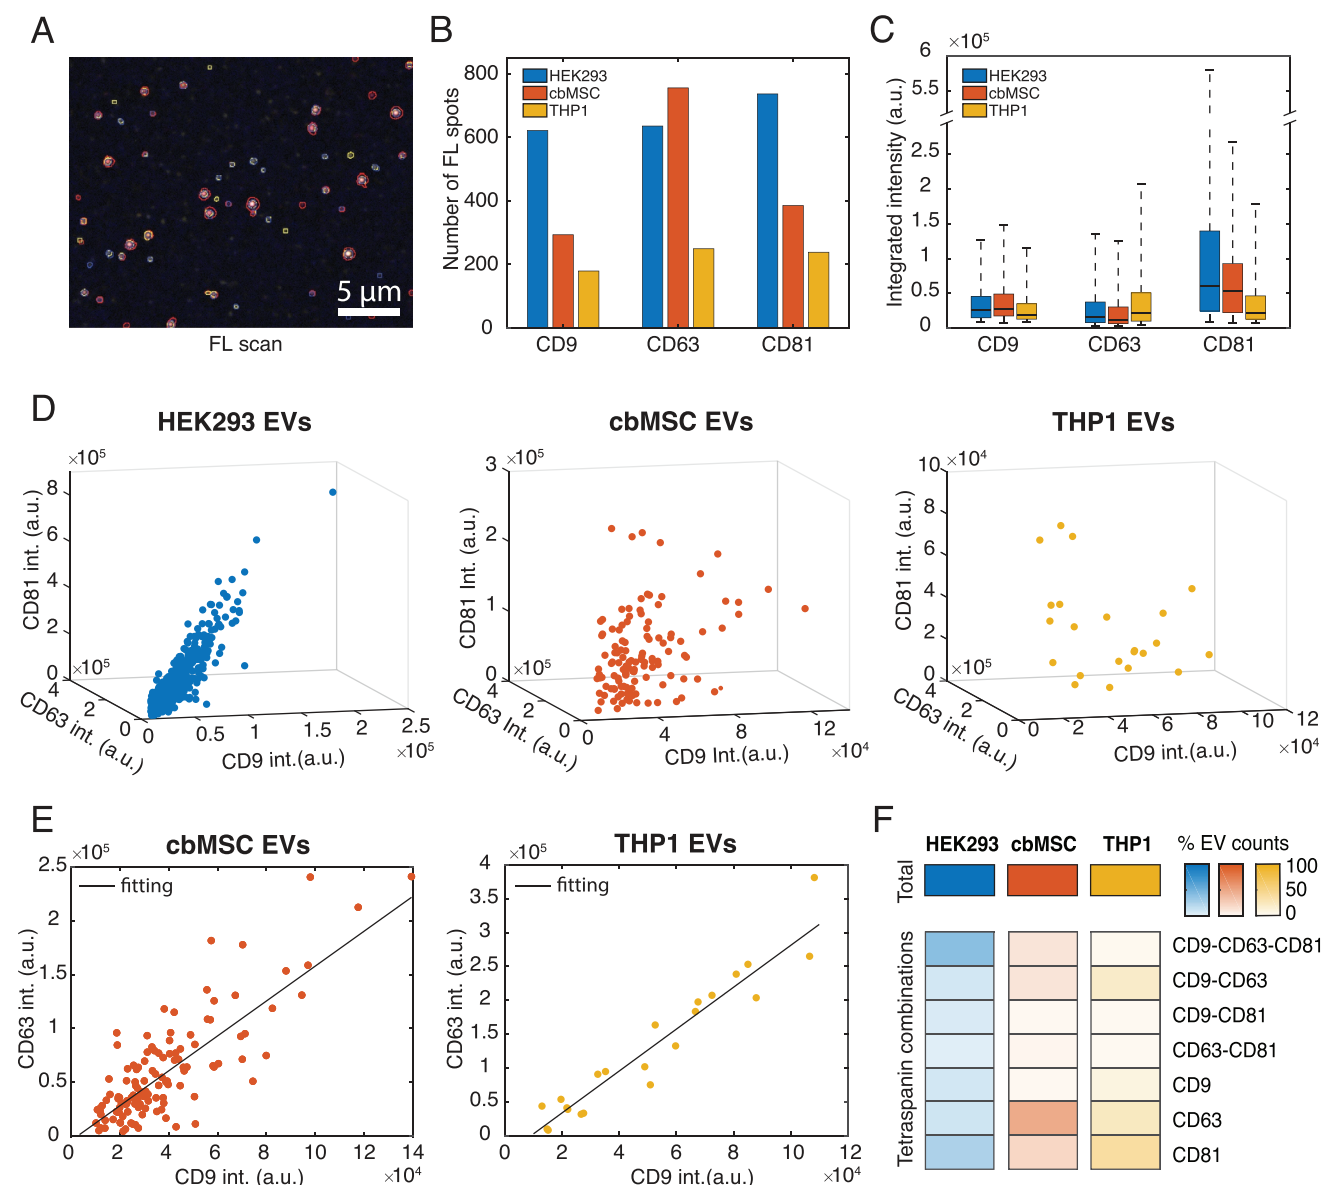 A
5 μm
FL scan
B
800
600
400
200
0
Number of FL spots
HEK293
cbMSC
THP1
CD9
CD63
CD81
C
×10⁵
6
5.5
2.5
2
1.5
1
0.5
0
Integrated intensity (a.u.)
HEK293
cbMSC
THP1
CD9
CD63
CD81
D
HEK293 EVs
×10⁵
8
6
4
2
0
CD81 int. (a.u.)
×10⁵
4
2
0
CD63 int. (a.u.)
0
0.5
1
1.5
2
2.5
×10⁵
CD9 int.(a.u.)
cbMSC EVs
×10⁵
3
2
1
0
CD81 Int. (a.u.)
×10⁵
4
2
0
CD63 Int. (a.u.)
0
4
8
12
×10⁴
CD9 Int.(a.u.)
THP1 EVs
×10⁴
10
8
6
4
2
0
CD81 int. (a.u.)
×10⁵
4
2
0
CD63 int. (a.u.)
0
2
4
6
8
10
12
×10⁴
CD9 int. (a.u.)
E
cbMSC EVs
×10⁵
2.5
2
1.5
1
0.5
0
CD63 int. (a.u.)
fitting
0
2
4
6
8
10
12
14
×10⁴
CD9 int. (a.u.)
THP1 EVs
×10⁵
4
3.5
3
2.5
2
1.5
1
0.5
0
CD63 int. (a.u.)
fitting
0
2
4
6
8
10
12
×10⁴
CD9 int. (a.u.)
F
HEK293 cbMSC THP1
% EV counts
100
50
0
Total
Tetraspanin combinations
CD9-CD63-CD81
CD9-CD63
CD9-CD81
CD63-CD81
CD9
CD63
CD81